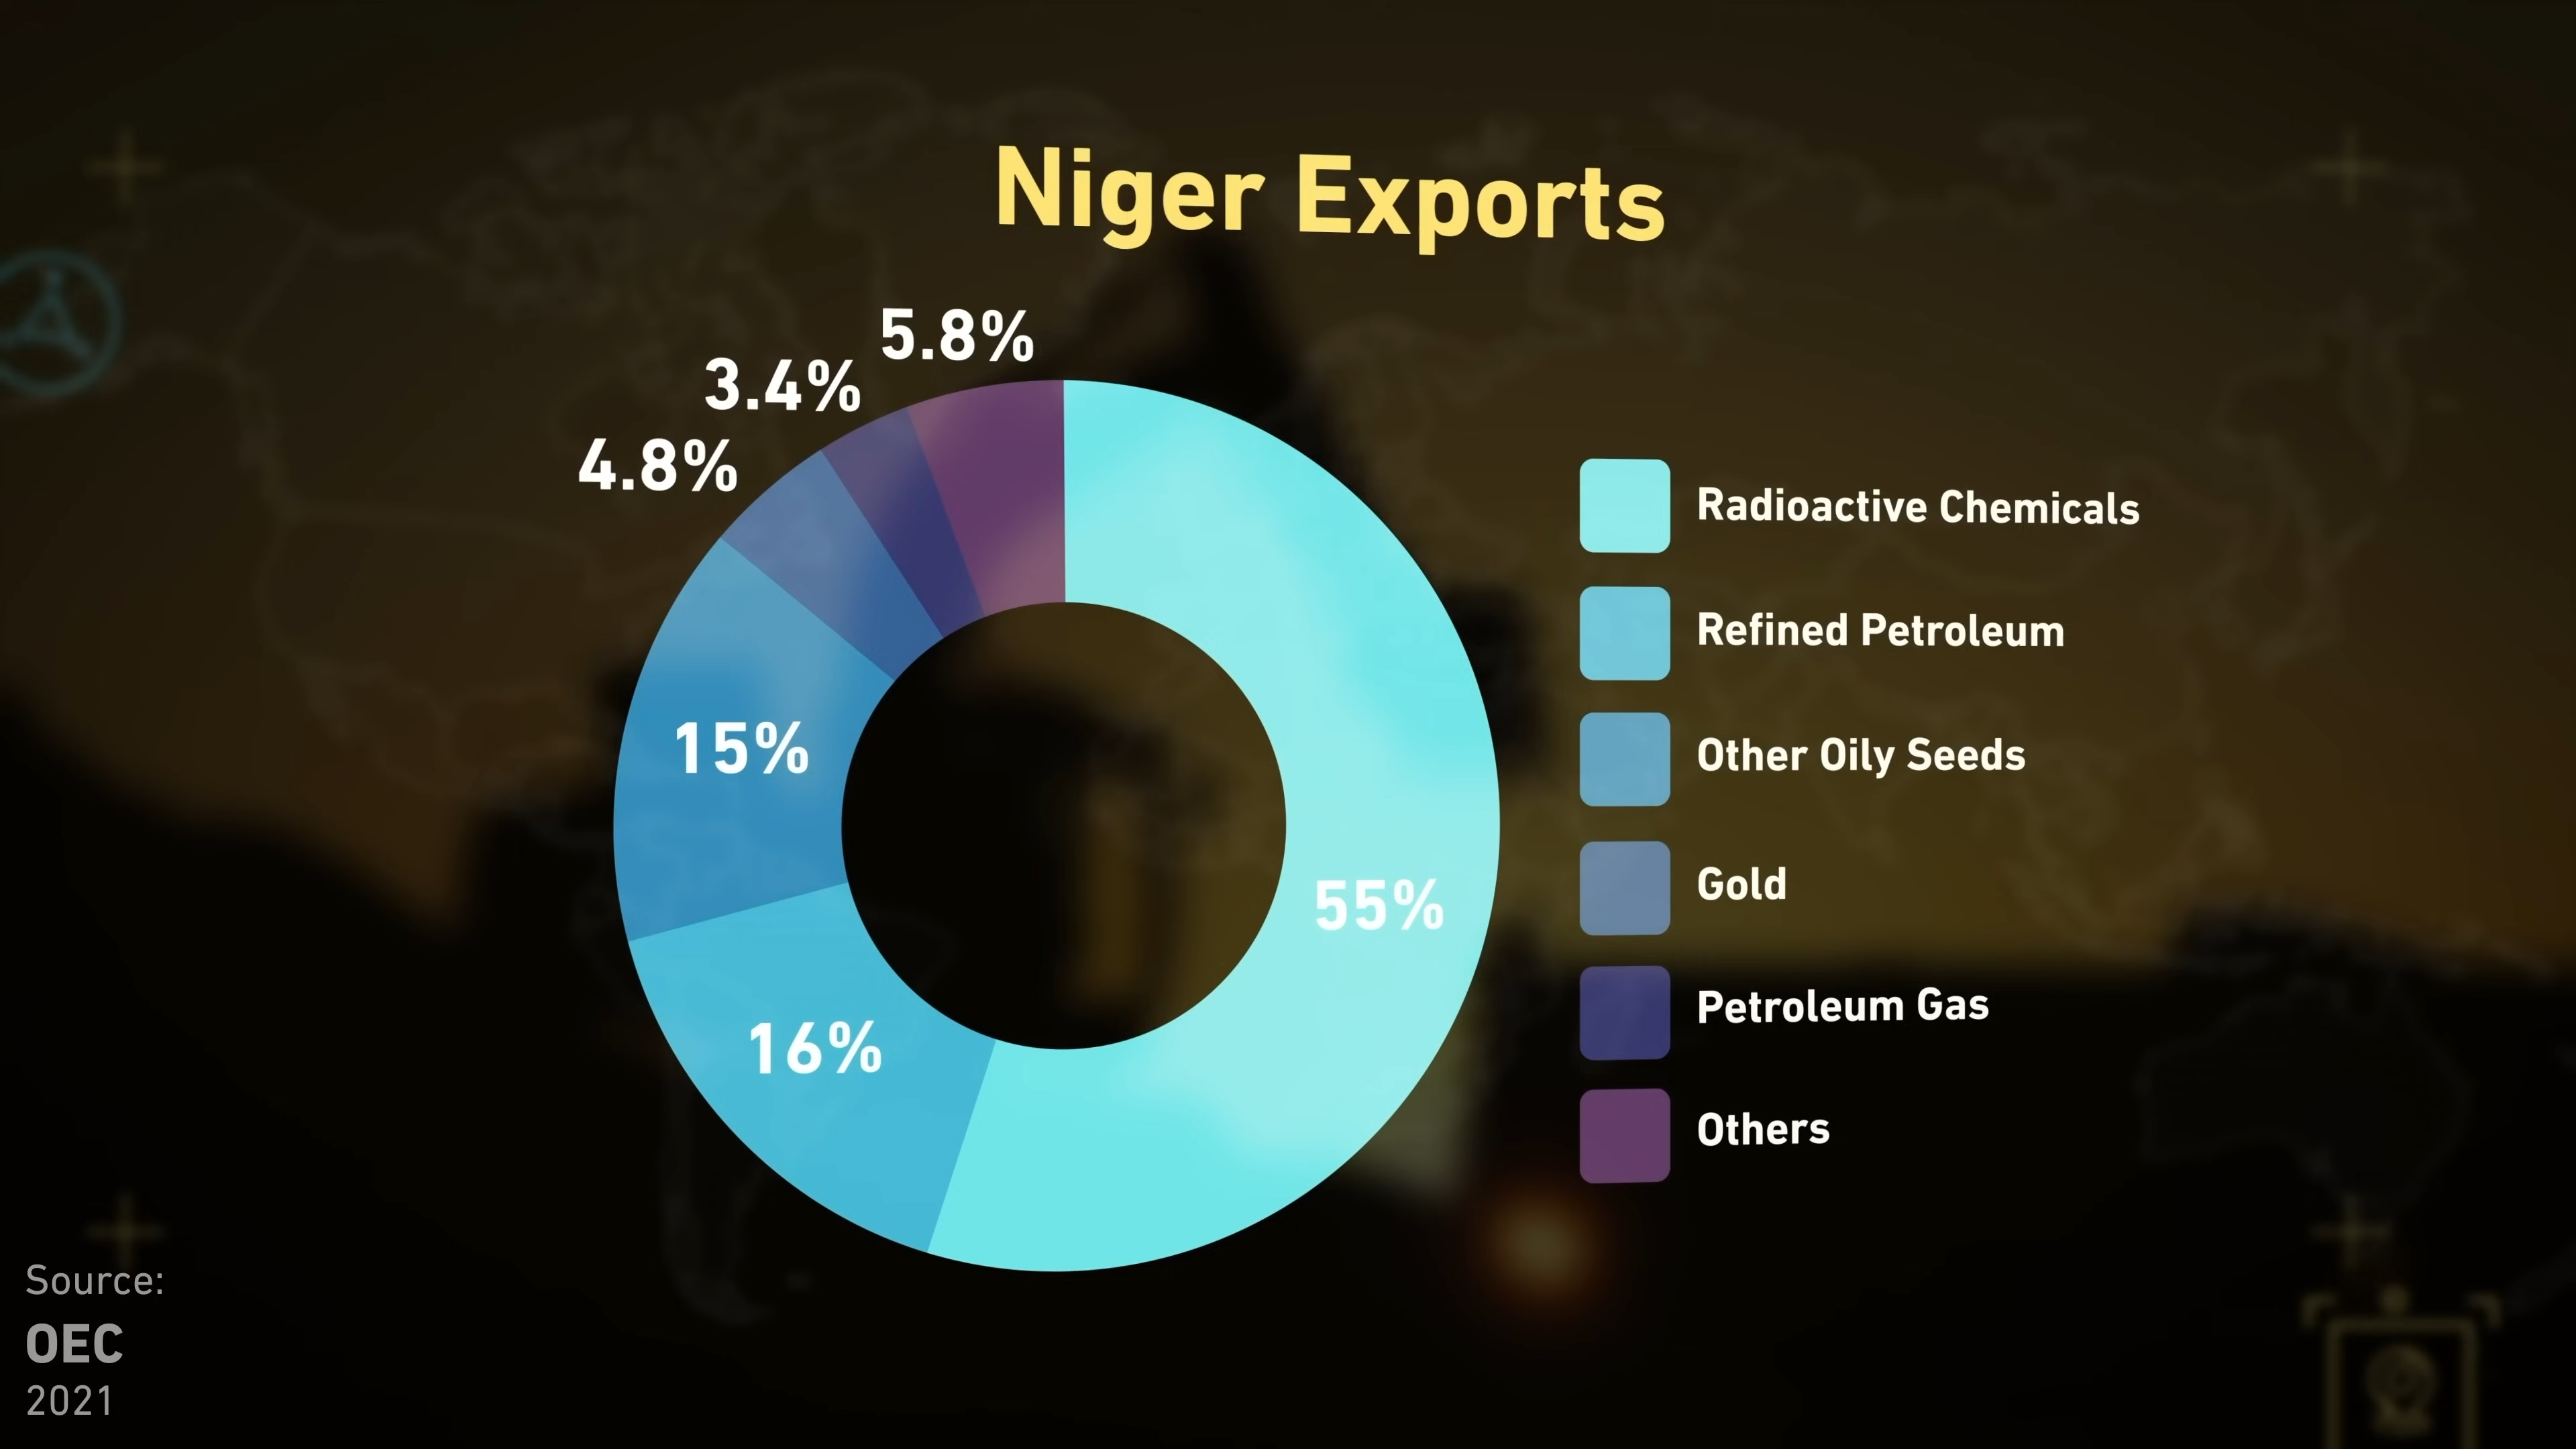 Niger Exports
5.8%
3.4%
4.8%
15%
55%
16%
Radioactive Chemicals
Refined Petroleum
Other Oily Seeds
Gold
Petroleum Gas
Others
Source:
OEC
2021